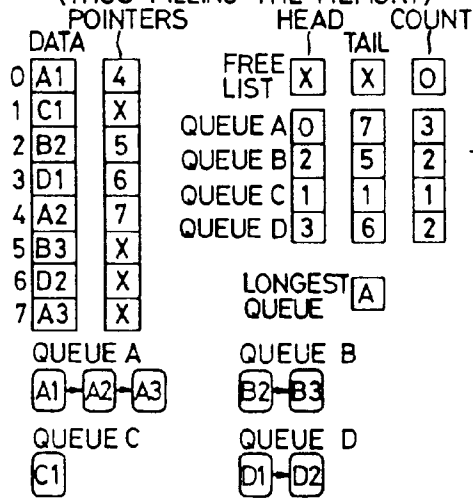 (THUS FILLING THE MEMORY)
POINTERS
DATA
0 A1 4
1 C1 X
2 B2 5
3 D1 6
4 A2 7
5 B3 X
6 D2 X
7 A3 X
HEAD TAIL COUNT
FREE LIST X X 0
QUEUE A 0 7 3
QUEUE B 2 5 2
QUEUE C 1 1 1
QUEUE D 3 6 2
LONGEST QUEUE A
QUEUE A
A1 A2 A3
QUEUE B
B2 B3
QUEUE C
C1
QUEUE D
D1 D2